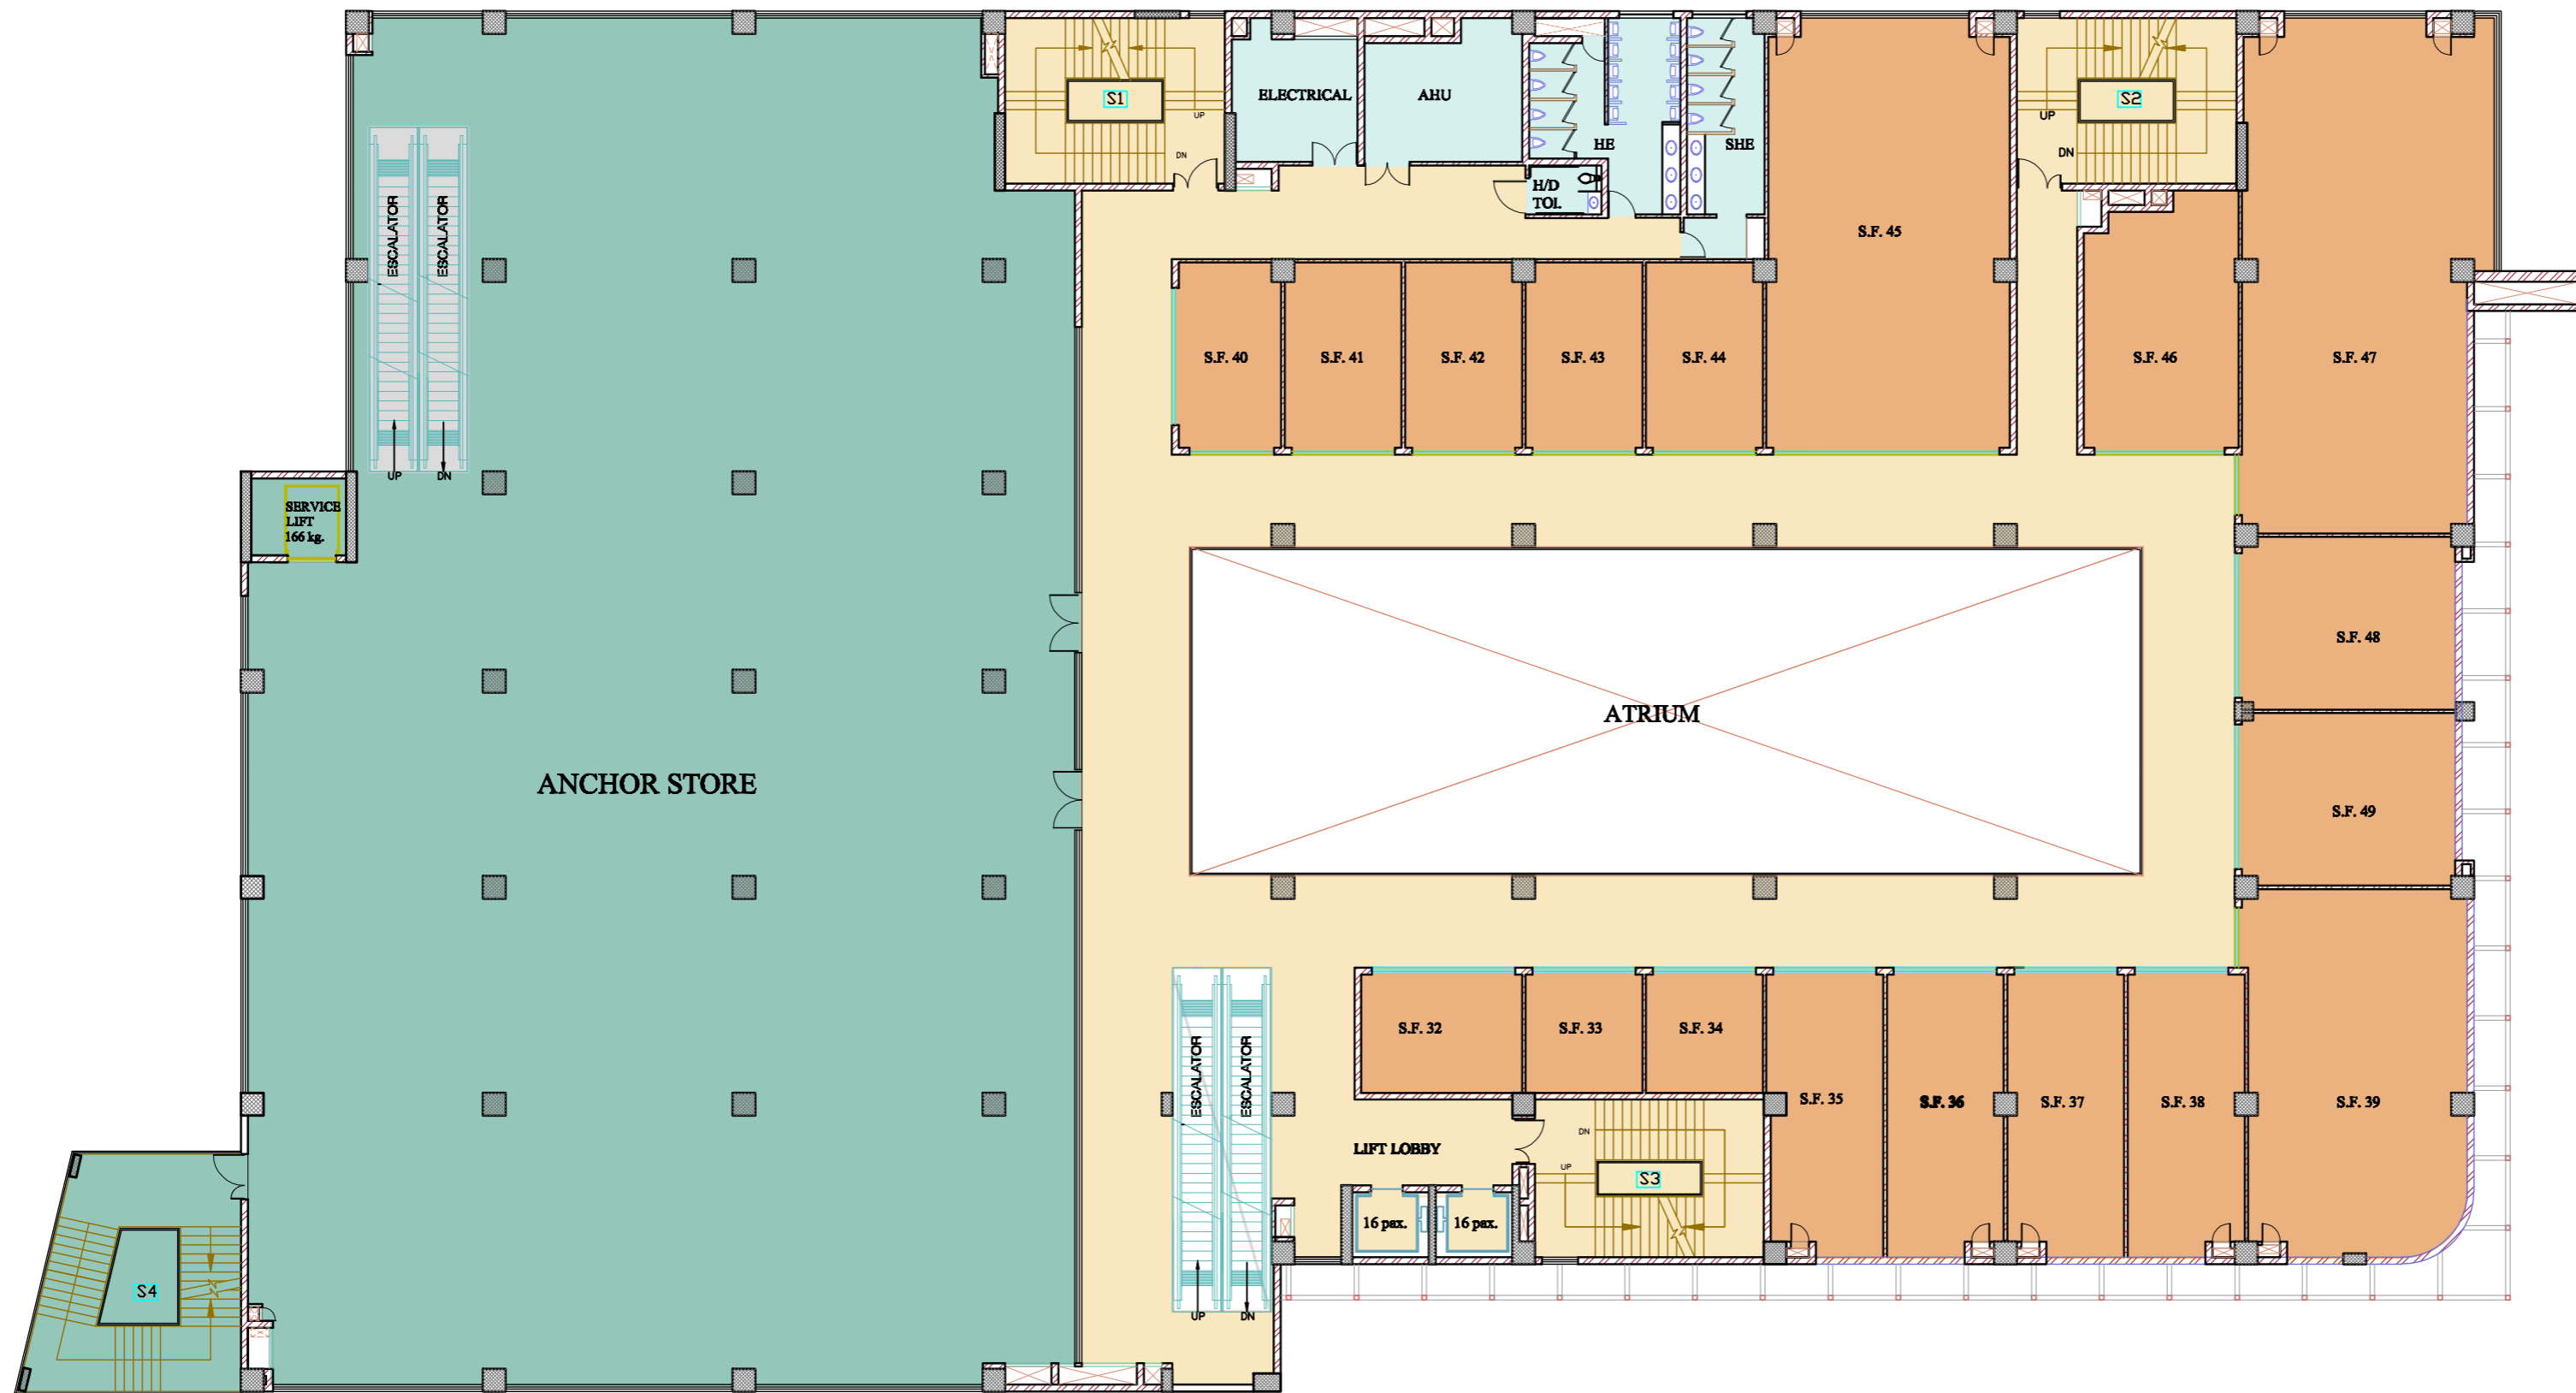 S1
UP
DN
ELECTRICAL
AHU
HE
SHE
H/D
TOI.
S2
UP
DN
ESCALATOR
ESCALATOR
UP
DN
S.F. 45
S.F. 40
S.F. 41
S.F. 42
S.F. 43
S.F. 44
S.F. 46
S.F. 47
SERVICE
LIFT
166 kg.
S.F. 48
ATRIUM
ANCHOR STORE
S.F. 49
S.F. 32
S.F. 33
S.F. 34
S.F. 35
S.F. 36
S.F. 37
S.F. 38
S.F. 39
ESCALATOR
ESCALATOR
UP
DN
LIFT LOBBY
DN
UP
S3
16 pax.
16 pax.
S4